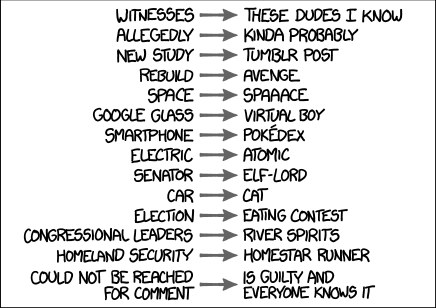 WITNESSES → THESE DUDES I KNOW
ALLEGEDLY → KINDA PROBABLY
NEW STUDY → TUMBLR POST
REBUILD → AVENGE
SPACE → SPAAACE
GOOGLE GLASS → VIRTUAL BOY
SMARTPHONE → POKÉDEX
ELECTRIC → ATOMIC
SENATOR → ELF-LORD
CAR → CAT
ELECTION → EATING CONTEST
CONGRESSIONAL LEADERS → RIVER SPIRITS
HOMELAND SECURITY → HOMESTAR RUNNER
COULD NOT BE REACHED
FOR COMMENT → IS GUILTY AND
EVERYONE KNOWS IT